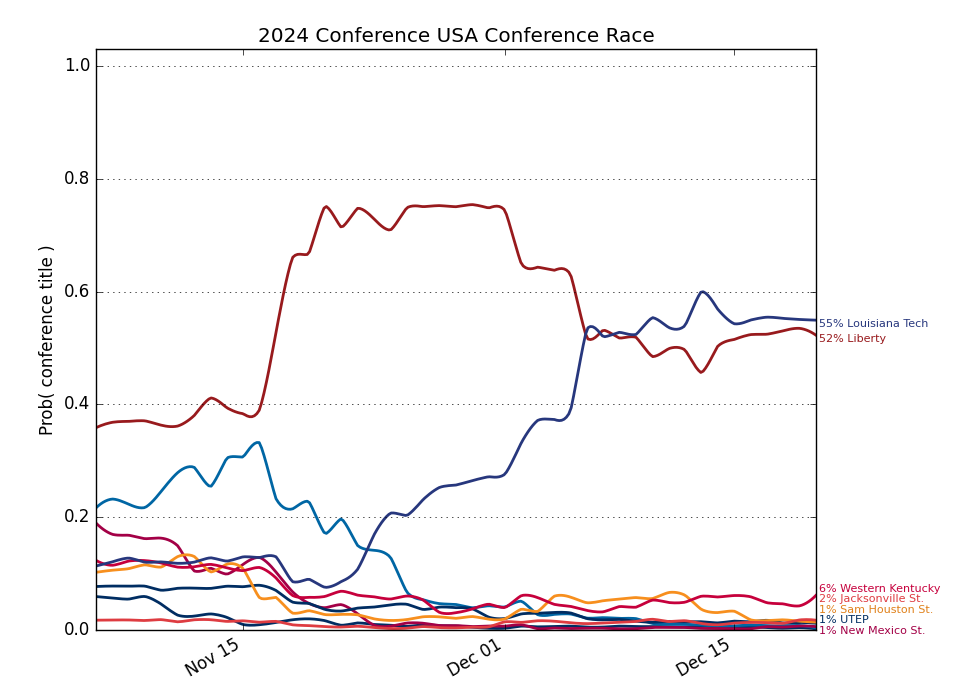 2024 Conference USA Conference Race
Prob( conference title )
1.0
0.8
0.6
0.4
0.2
0.0
Nov 15
Dec 01
Dec 15
55% Louisiana Tech
52% Liberty
6% Western Kentucky
2% Jacksonville St.
1% Sam Houston St.
1% UTEP
1% New Mexico St.